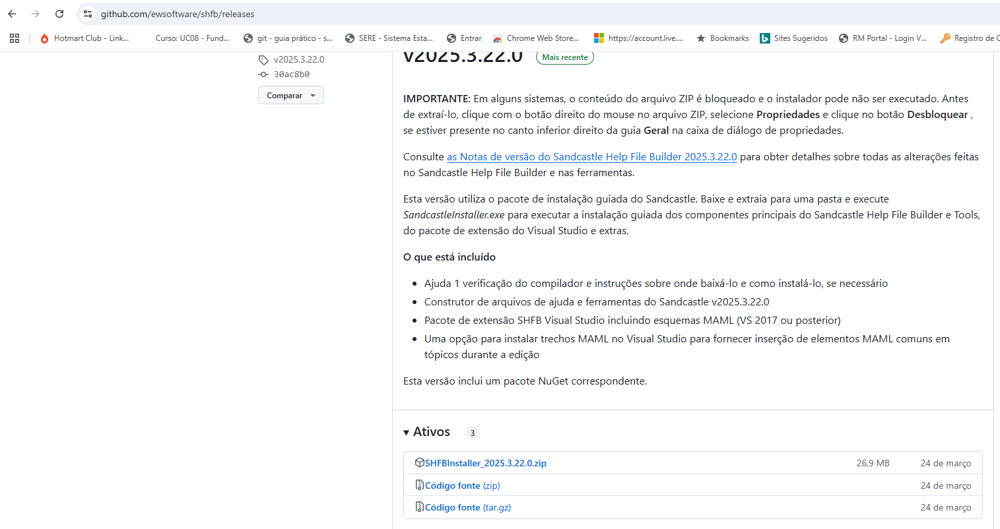 github.com/ewsoftware/shfb/releases
Hotmart Club - Link... Curso: UC08 - Fund... git - guia prático - s... SERE - Sistema Esta... Entrar Chrome Web Store... https://account.live.... Bookmarks Sites Sugeridos RM Portal - Login V... Registro de C
v2025.3.22.0 Mais recente
v2025.3.22.0
30ac8b0
Comparar
IMPORTANTE: Em alguns sistemas, o conteúdo do arquivo ZIP é bloqueado e o instalador pode não ser executado. Antes
de extraí-lo, clique com o botão direito do mouse no arquivo ZIP, selecione Propriedades e clique no botão Desbloquear ,
se estiver presente no canto inferior direito da guia Geral na caixa de diálogo de propriedades.
Consulte as Notas de versão do Sandcastle Help File Builder 2025.3.22.0 para obter detalhes sobre todas as alterações feitas
no Sandcastle Help File Builder e nas ferramentas.
Esta versão utiliza o pacote de instalação guiada do Sandcastle. Baixe e extraia para uma pasta e execute
SandcastleInstaller.exe para executar a instalação guiada dos componentes principais do Sandcastle Help File Builder e Tools,
do pacote de extensão do Visual Studio e extras.
O que está incluído
• Ajuda 1 verificação do compilador e instruções sobre onde baixá-lo e como instalá-lo, se necessário
• Construtor de arquivos de ajuda e ferramentas do Sandcastle v2025.3.22.0
• Pacote de extensão SHFB Visual Studio incluindo esquemas MAML (VS 2017 ou posterior)
• Uma opção para instalar trechos MAML no Visual Studio para fornecer inserção de elementos MAML comuns em
tópicos durante a edição
Esta versão inclui um pacote NuGet correspondente.
Ativos 3
SHFBInstaller_2025.3.22.0.zip 26,9 MB 24 de março
Código fonte (zip) 24 de março
Código fonte (tar.gz) 24 de março